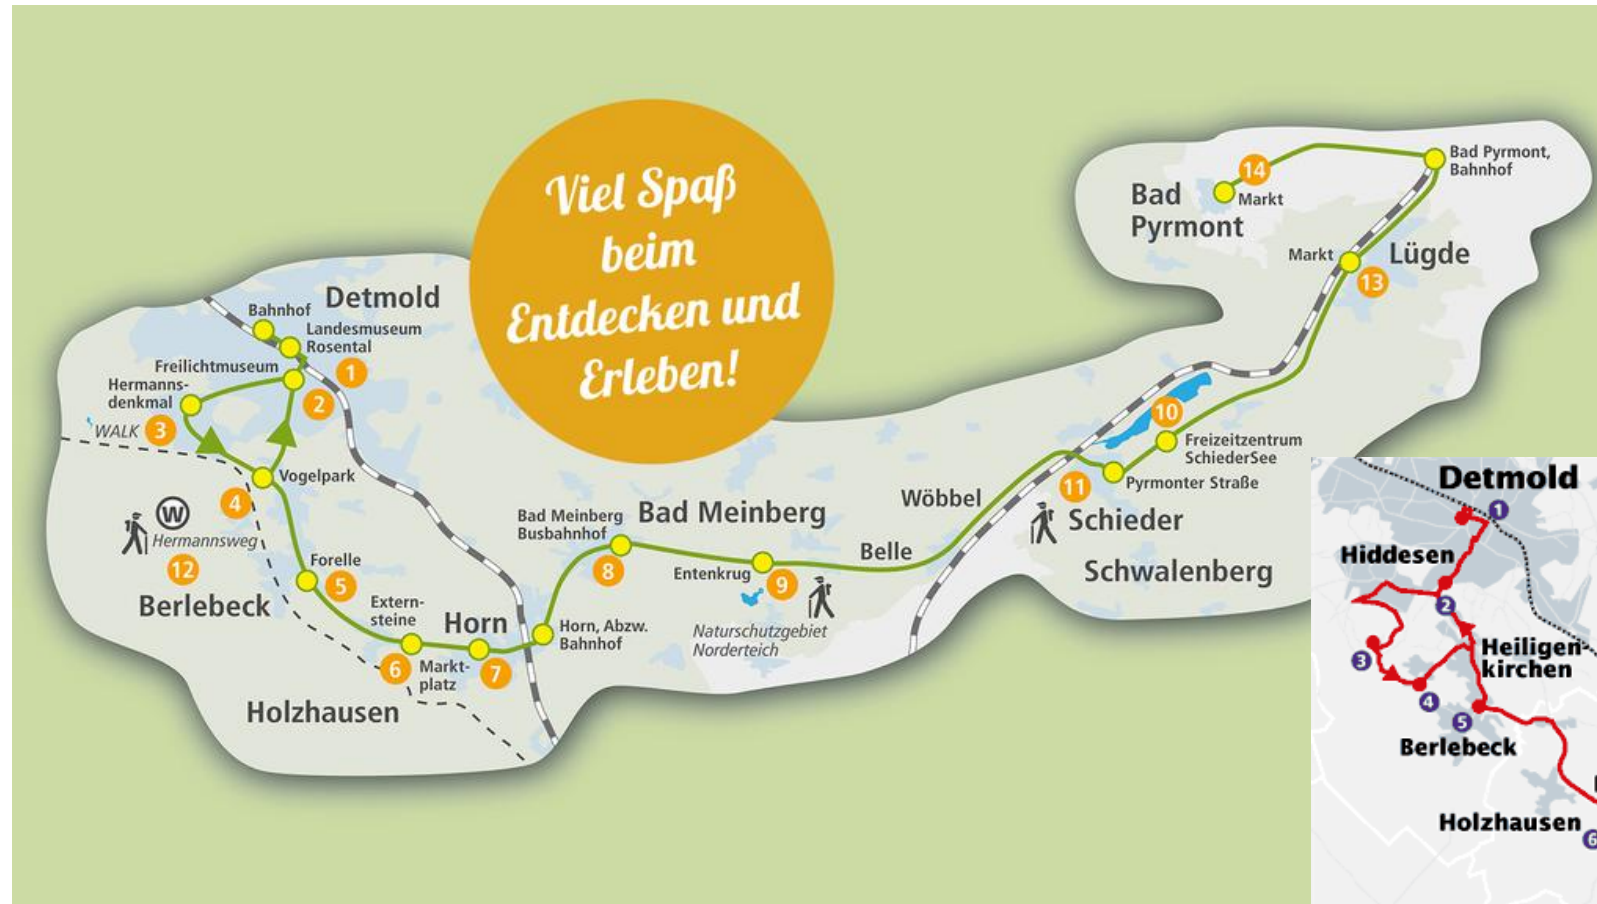 Viel Spaß
beim
Entdecken und
Erleben!
Detmold
Bahnhof
Landesmuseum
Rosental
1
Freilichtmuseum
2
Hermanns-
denkmal
WALK 3
Vogelpark
4
W
Hermannsweg
12
Berlebeck
Forelle
5
Extern-
steine
6
Horn
Markt-
platz
7
Holzhausen
Horn, Abzw.
Bahnhof
Bad Meinberg
Busbahnhof
8
Bad Meinberg
Entenkrug
9
Naturschutzgebiet
Norderteich
Belle
Wöbbel
10
Freizeitzentrum
SchiederSee
11
Pyrmonter Straße
Schieder
Schwalenberg
Markt
Lügde
13
Bad Pyrmont,
Bahnhof
14
Markt
Bad
Pyrmont
Detmold
1
Hiddesen
2
Heiligen-
kirchen
3
4
5
Berlebeck
Holzhausen
6